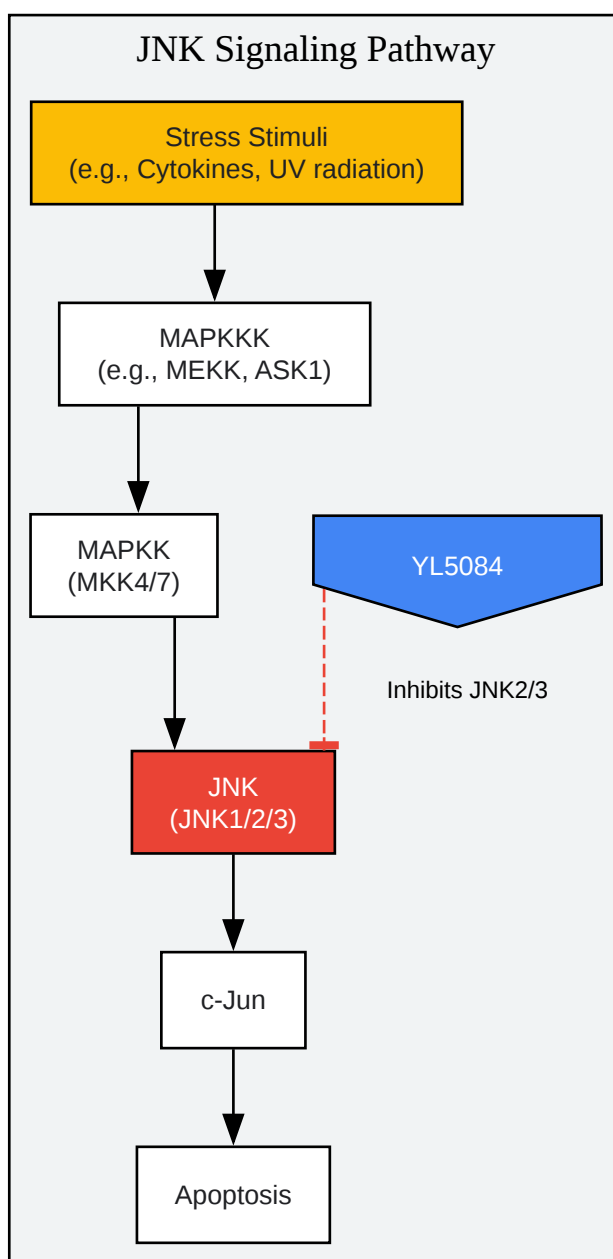 JNK Signaling Pathway
Stress Stimuli
(e.g., Cytokines, UV radiation)
MAPKKK
(e.g., MEKK, ASK1)
MAPKK
(MKK4/7)
YL5084
Inhibits JNK2/3
JNK
(JNK1/2/3)
c-Jun
Apoptosis